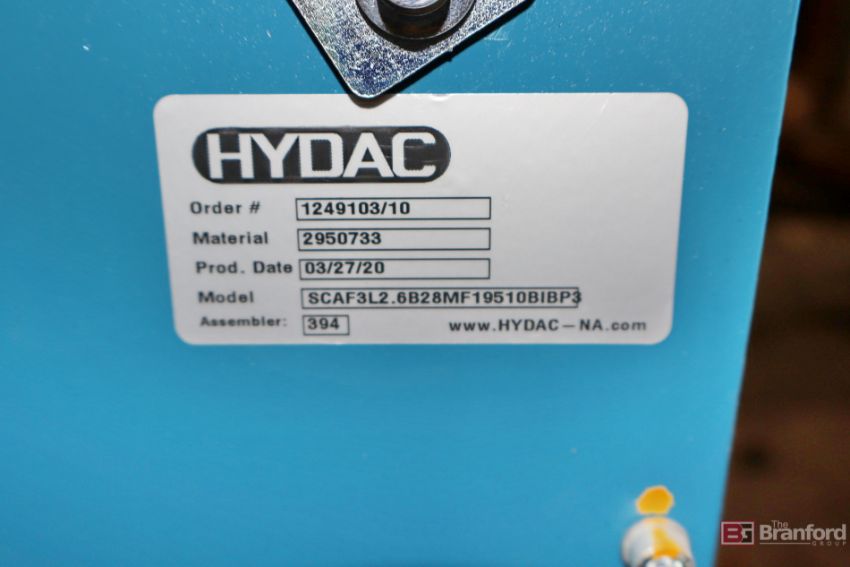 HYDAC
Order # 1249103/10
Material 2950733
Prod. Date 03/27/20
Model SCAF3L2.6B28MF19510BIBP3
Assembler: 394 www.HYDAC-NA.com
BG The Branford GROUP